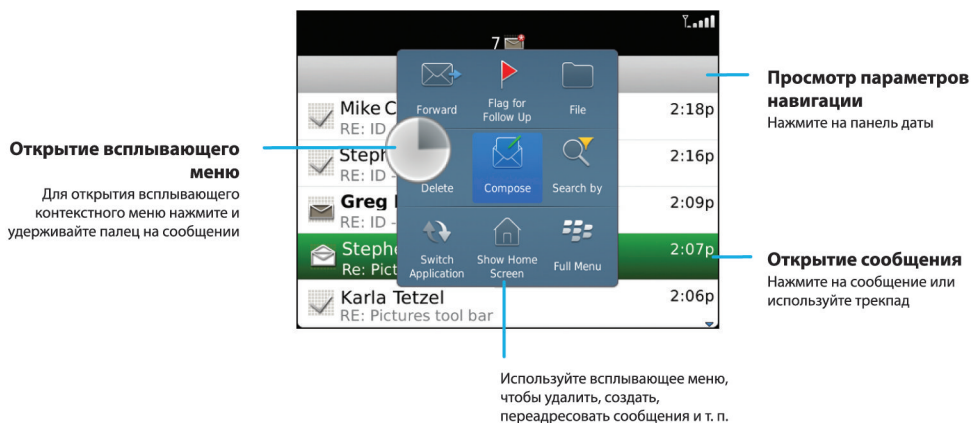 7
Mike C
RE: ID
2:18p
Steph
RE: ID -
2:16p
Greg
RE: ID -
2:09p
Stephe
Re: Pict
2:07p
Karla Tetzel
RE: Pictures tool bar
2:06p
Forward
Flag for
Follow Up
File
Delete
Compose
Search by
Switch
Application
Show Home
Screen
Full Menu
Открытие всплывающего
меню
Для открытия всплывающего
контекстного меню нажмите и
удерживайте палец на сообщении
Просмотр параметров
навигации
Нажмите на панель даты
Открытие сообщения
Нажмите на сообщение или
используйте трекпад
Используйте всплывающее меню,
чтобы удалить, создать,
переадресовать сообщения и т. п.